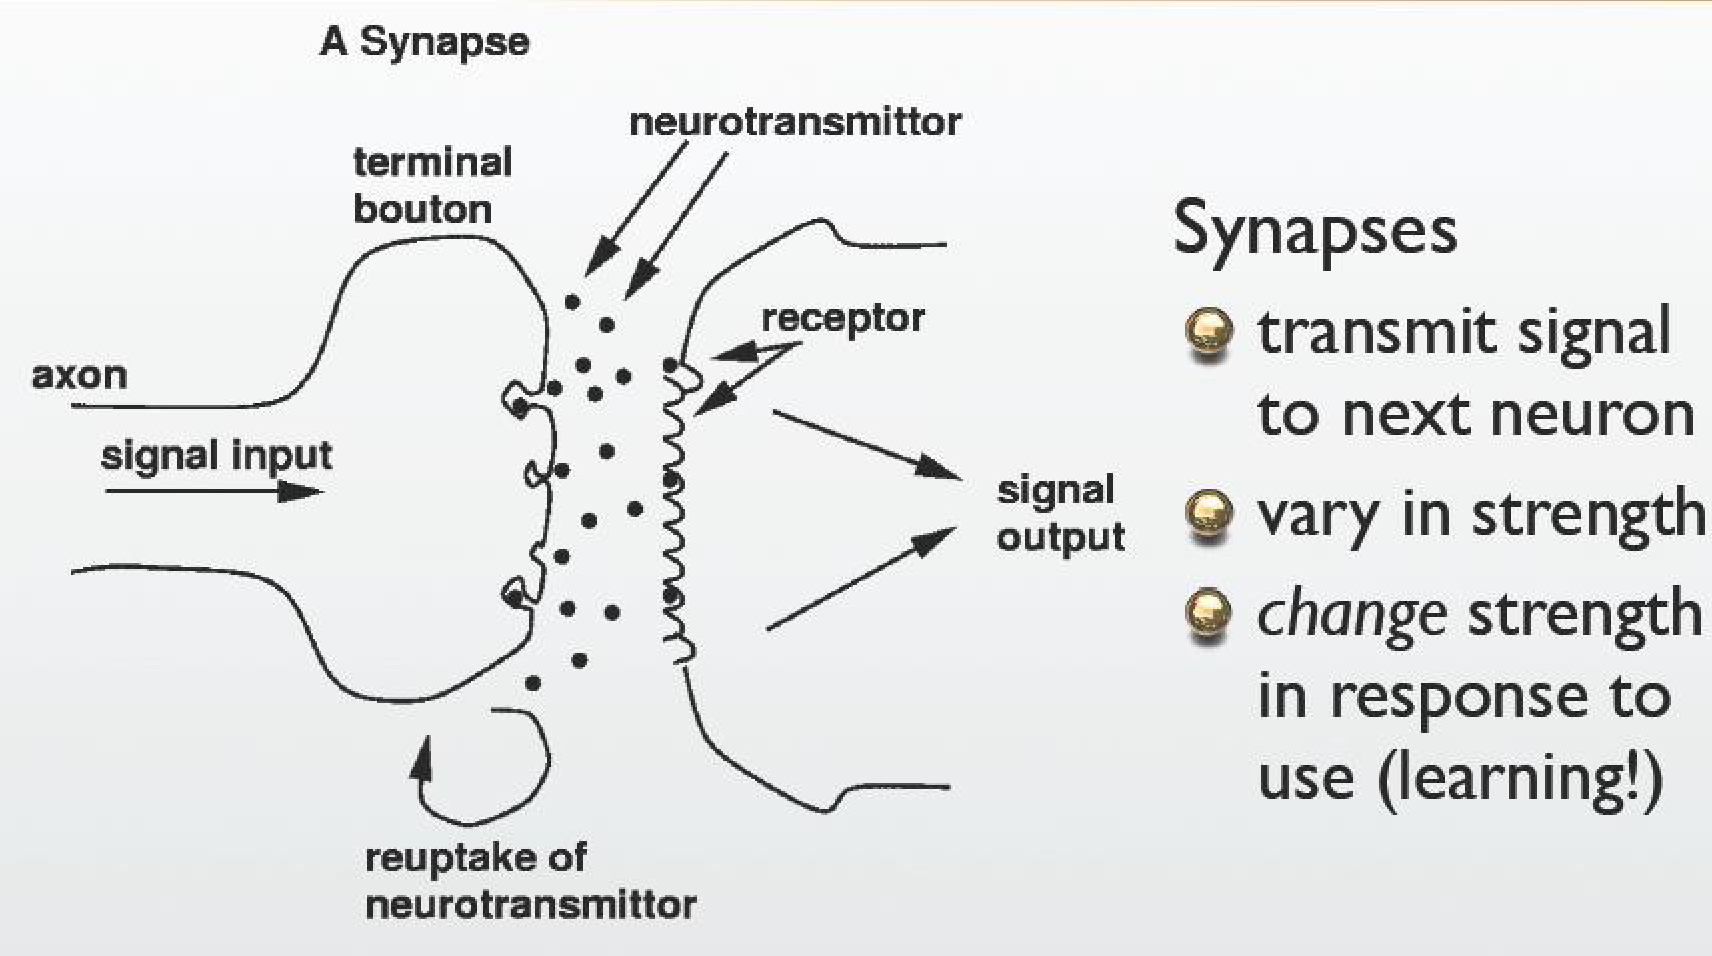 A Synapse
neurotransmittor
terminal
bouton
receptor
axon
signal input
signal
output
reuptake of
neurotransmittor
Synapses
transmit signal
to next neuron
vary in strength
change strength
in response to
use (learning!)